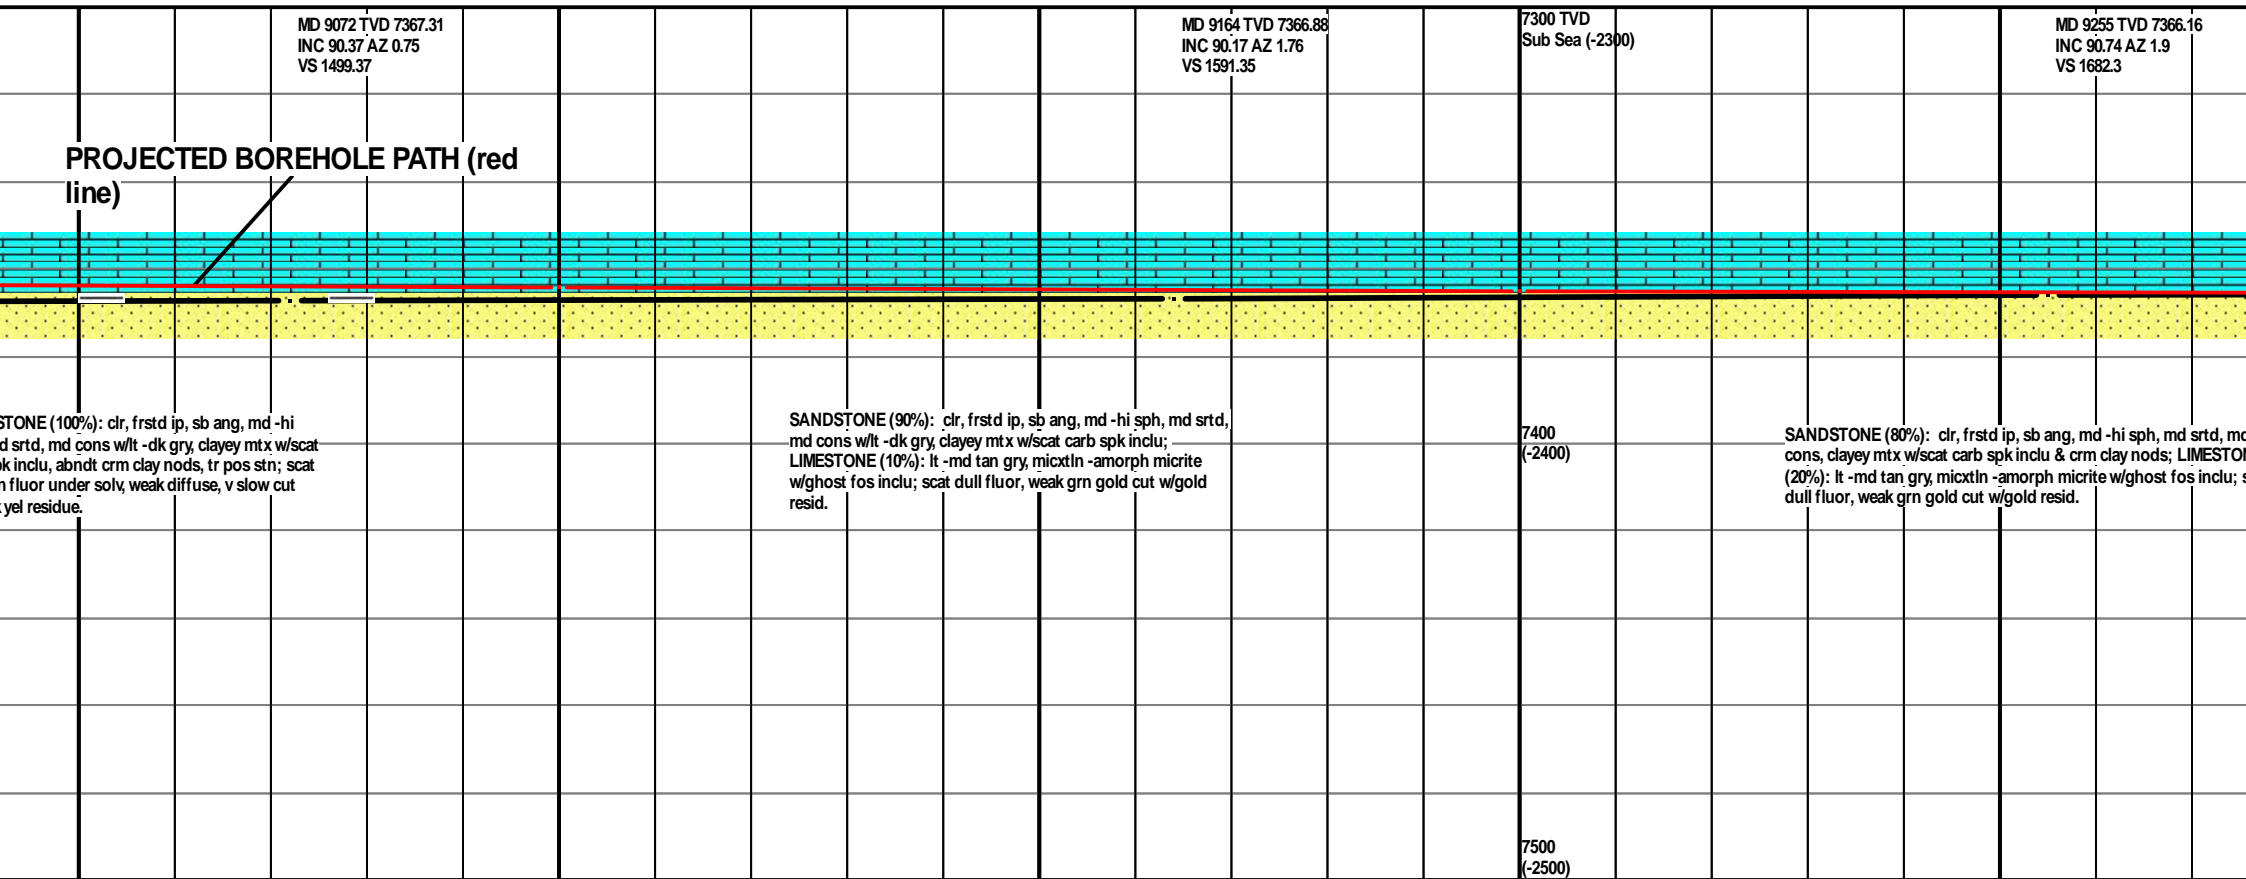 MD 9072 TVD 7367.31
INC 90.37 AZ 0.75
VS 1499.37
MD 9164 TVD 7366.88
INC 90.17 AZ 1.76
VS 1591.35
7300 TVD
Sub Sea (-2300)
MD 9255 TVD 7366.16
INC 90.74 AZ 1.9
VS 1682.3
PROJECTED BOREHOLE PATH (red
line)
STONE (100%): clr, frstd ip, sb ang, md -hi
d srtd, md cons w/lt -dk gry, clayey mtx w/scat
k inclu, abndt crm clay nods, tr pos stn; scat
fluor under solv, weak diffuse, v slow cut
yel residue.
SANDSTONE (90%): clr, frstd ip, sb ang, md -hi sph, md srtd,
md cons w/lt -dk gry, clayey mtx w/scat carb spk inclu;
LIMESTONE (10%): lt -md tan gry, micxtln -amorph micrite
w/ghost fos inclu; scat dull fluor, weak grn gold cut w/gold
resid.
7400
(-2400)
SANDSTONE (80%): clr, frstd ip, sb ang, md -hi sph, md srtd, md
cons, clayey mtx w/scat carb spk inclu & crm clay nods; LIMESTON
(20%): lt -md tan gry, micxtln -amorph micrite w/ghost fos inclu; s
dull fluor, weak grn gold cut w/gold resid.
7500
(-2500)